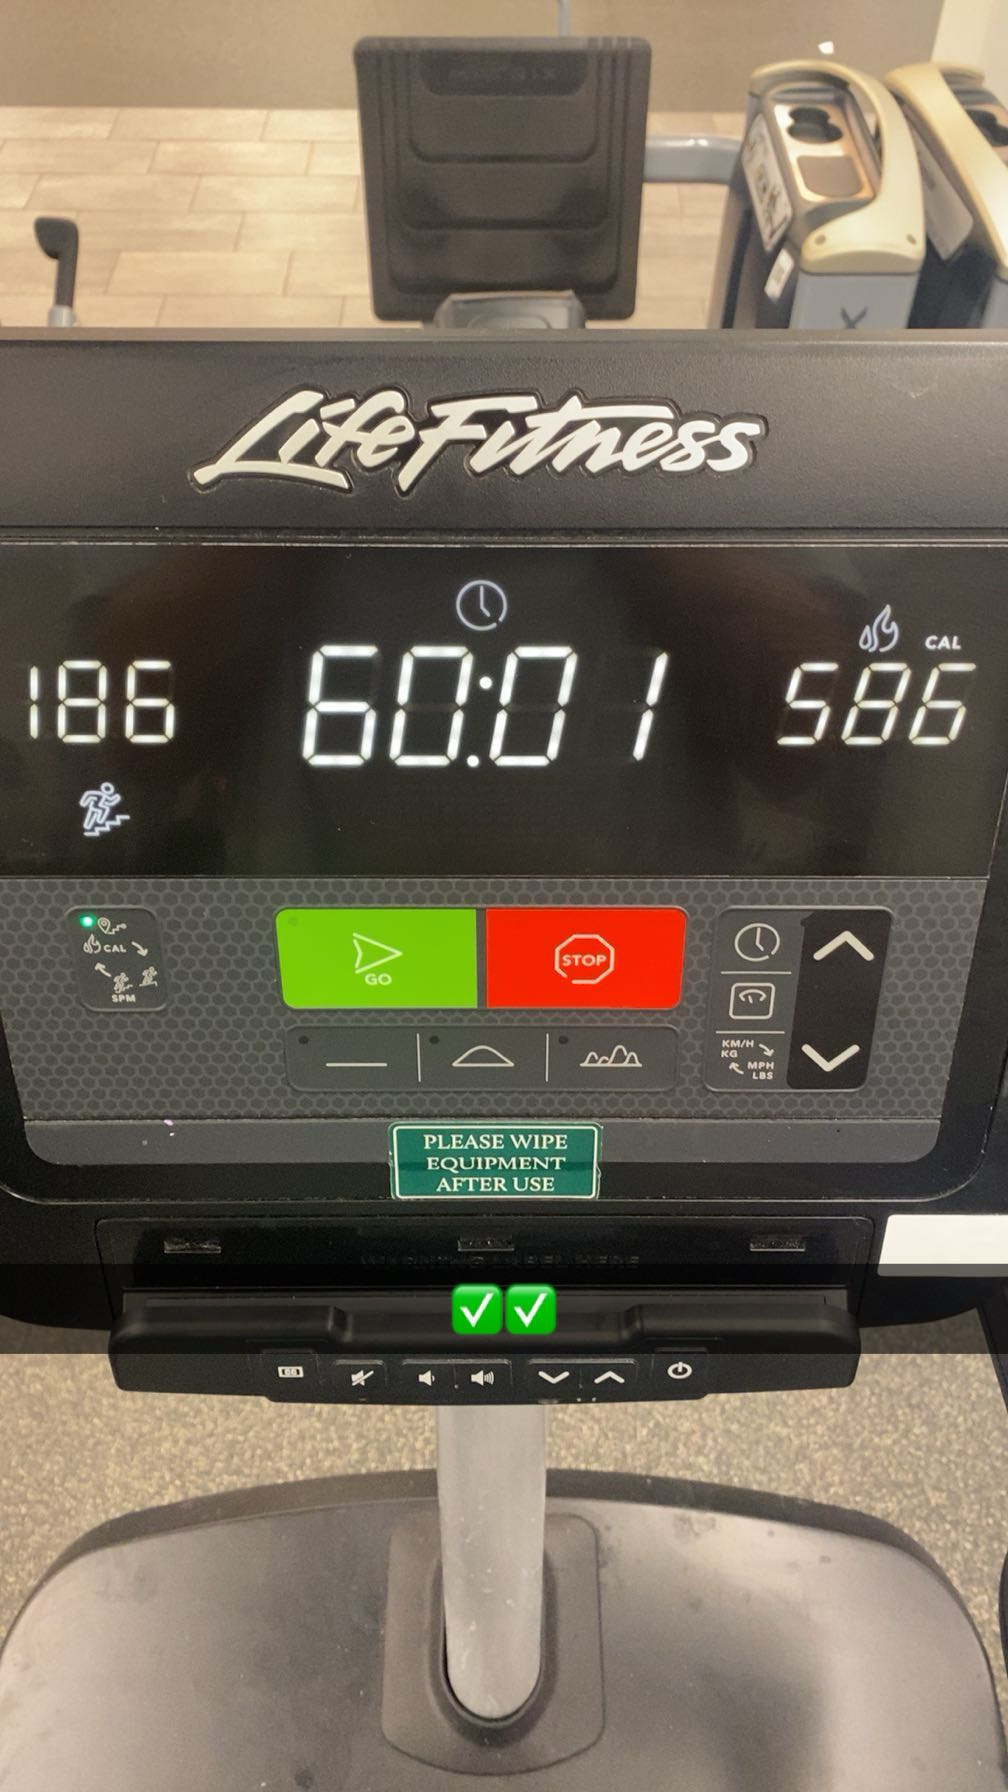 LifeFitness
CAL
186
60:01
586
CAL
SPM
GO
STOP
KM/H
KG
MPH
LBS
PLEASE WIPE
EQUIPMENT
AFTER USE
✅✅
CC